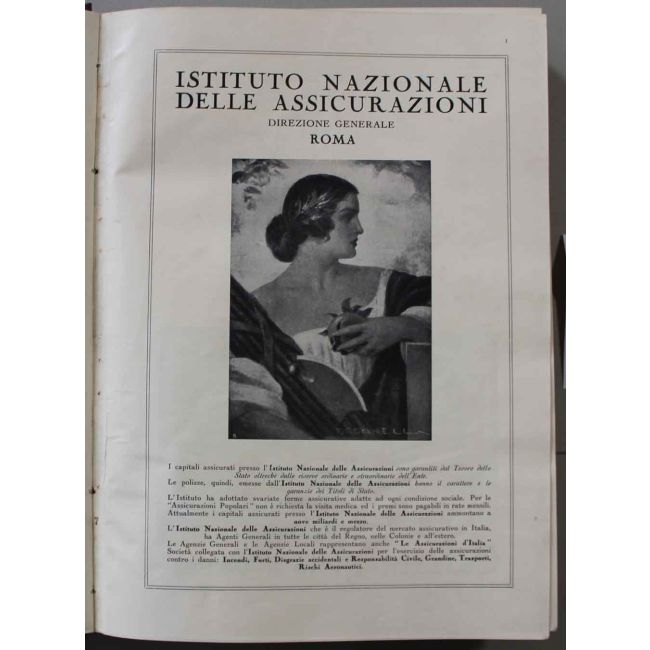 1
ISTITUTO NAZIONALE
DELLE ASSICURAZIONI
DIREZIONE GENERALE
ROMA
I capitali assicurati presso l'Istituto Nazionale delle Assicurazioni sono garantiti dal Tesoro dello
Stato oltreché dalle riserve ordinarie e straordinarie dell'Ente.
Le polizze, quindi, emesse dall'Istituto Nazionale delle Assicurazioni hanno il carattere e le
garanzie dei Titoli di Stato.
L'Istituto ha adottato svariate forme assicurative adatte ad ogni condizione sociale. Per le
"Assicurazioni Popolari" non è richiesta la visita medica ed i premi sono pagabili in rate mensili.
Attualmente i capitali assicurati presso l'Istituto Nazionale delle Assicurazioni ammontano a
nove miliardi e mezzo.
L'Istituto Nazionale delle Assicurazioni che è il regolatore del mercato assicurativo in Italia,
ha Agenti Generali in tutte le città del Regno, nelle Colonie e all'estero.
Le Agenzie Generali e le Agenzie Locali rappresentano anche "Le Assicurazioni d'Italia"
Società collegata con l'Istituto Nazionale delle Assicurazioni per l'esercizio delle assicurazioni
contro i danni: Incendi, Furti, Disgrazie accidentali e Responsabilità Civile, Grandine, Trasporti,
Rischi Aeronautici.